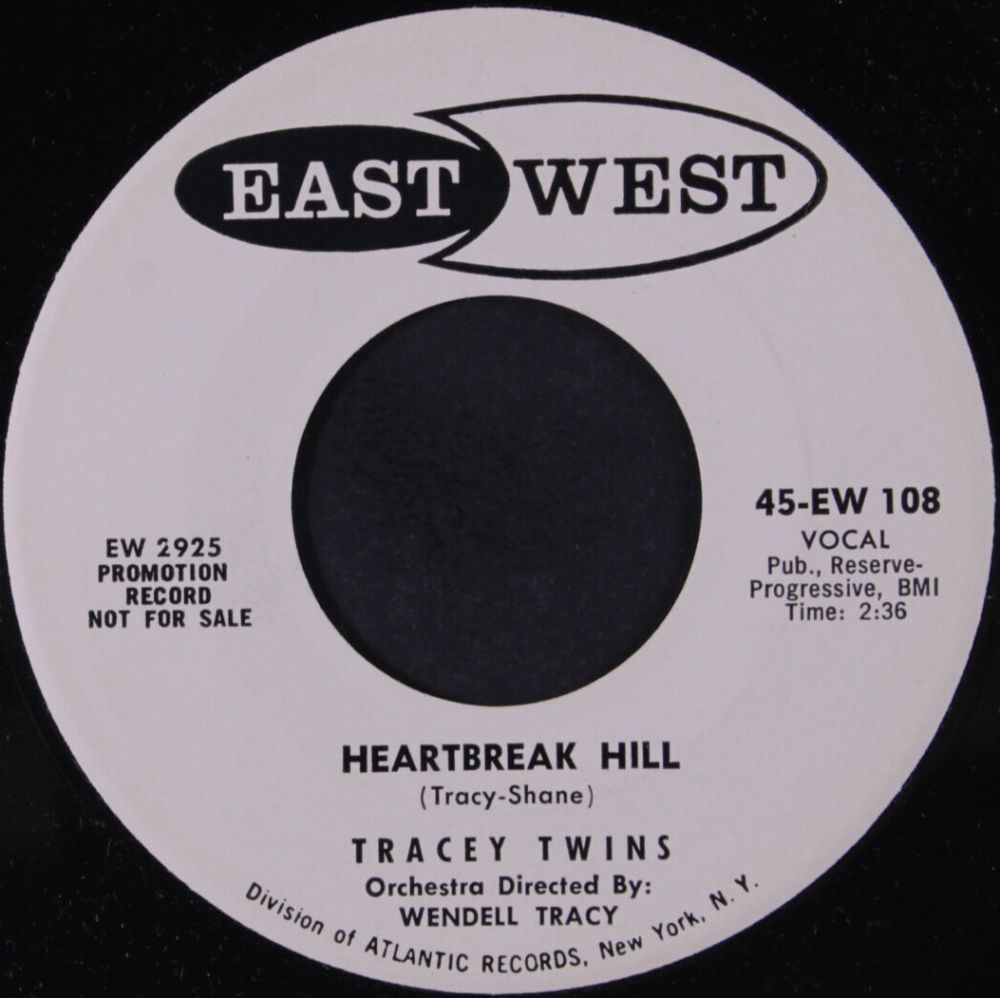 EAST WEST
EW 2925
PROMOTION
RECORD
NOT FOR SALE
45-EW 108
VOCAL
Pub., Reserve-
Progressive, BMI
Time: 2:36
HEARTBREAK HILL
(Tracy-Shane)
TRACEY TWINS
Orchestra Directed By:
WENDELL TRACY
Division of ATLANTIC RECORDS, New York, N. Y.